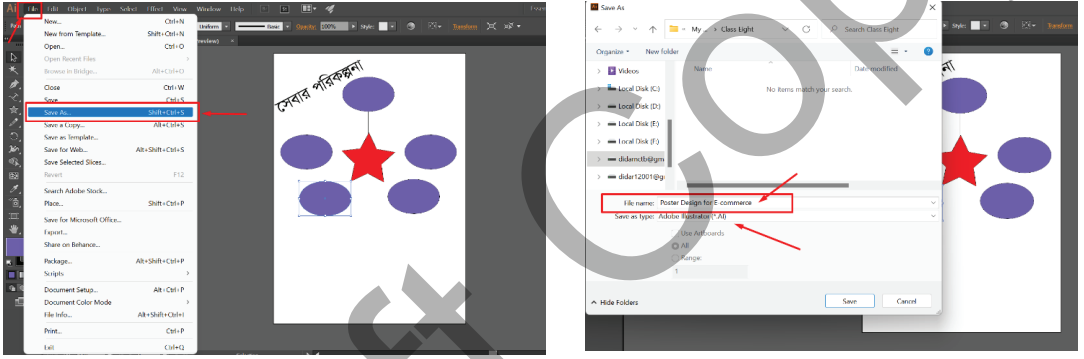 Ai File Edit Object Type Select Effect View Window Help
New... Ctrl+N
New from Template... Shift+Ctrl+N
Open... Ctrl+O
Open Recent Files
Browse in Bridge... Alt+Ctrl+O
Close Ctrl+W
Save Ctrl+S
Save As... Shift+Ctrl+S
Save a Copy... Alt+Ctrl+S
Save as Template...
Save for Web... Alt+Shift+Ctrl+S
Save Selected Slices...
Revert F12
Search Adobe Stock...
Place... Shift+Ctrl+P
Save for Microsoft Office...
Export...
Share on Behance...
Package... Alt+Shift+Ctrl+P
Scripts
Document Setup... Alt+Ctrl+P
Document Color Mode
File Info... Alt+Shift+Ctrl+I
Print... Ctrl+P
Exit Ctrl+Q
Uniform Basic Opacity: 100% Style: Transform
সেবার পরিকল্পনা
Save As
My ... Class Eight
Search Class Eight
Organize New folder
Name Date modified
No items match your search.
Videos
Local Disk (C:)
Local Disk (D:)
Local Disk (E:)
Local Disk (F:)
didarnctb@gm
didar12001@g
File name: Poster Design for E-commerce
Save as type: Adobe Illustrator (*.AI)
Use Artboards
All
Range:
1
Hide Folders Save Cancel
Style: Transform